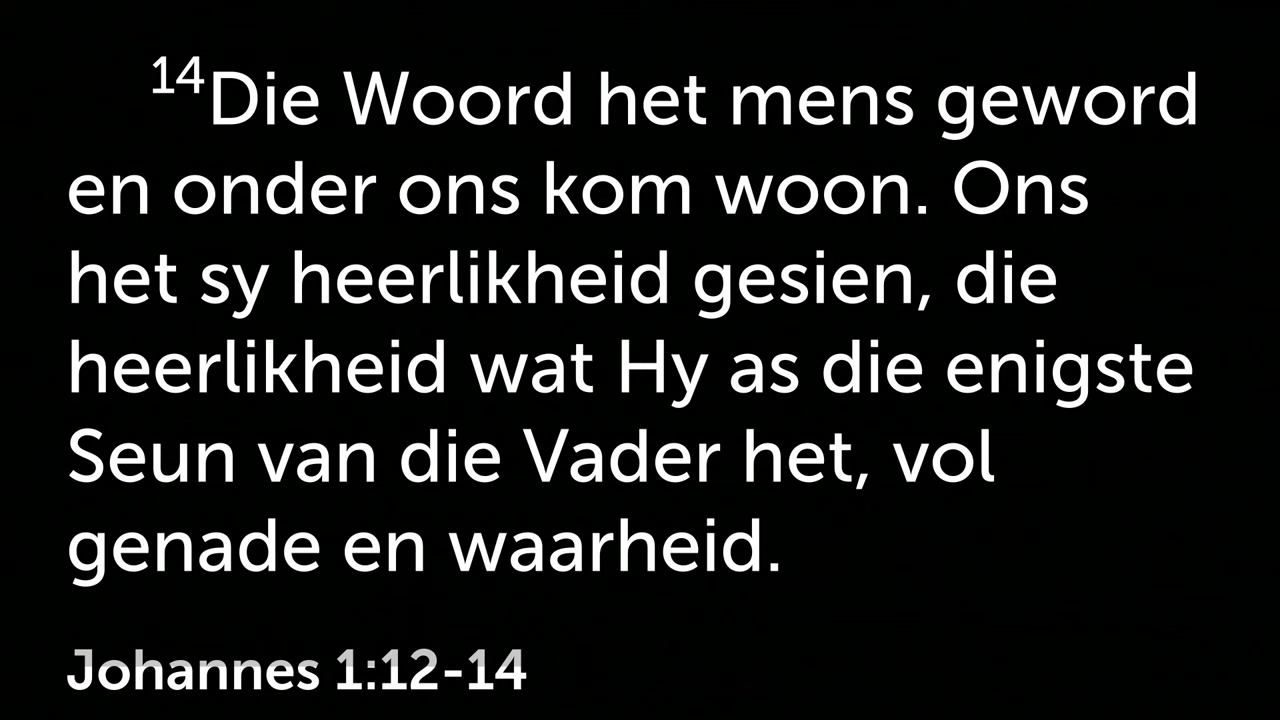 14Die Woord het mens geword
en onder ons kom woon. Ons
het sy heerlikheid gesien, die
heerlikheid wat Hy as die enigste
Seun van die Vader het, vol
genade en waarheid.
Johannes 1:12-14